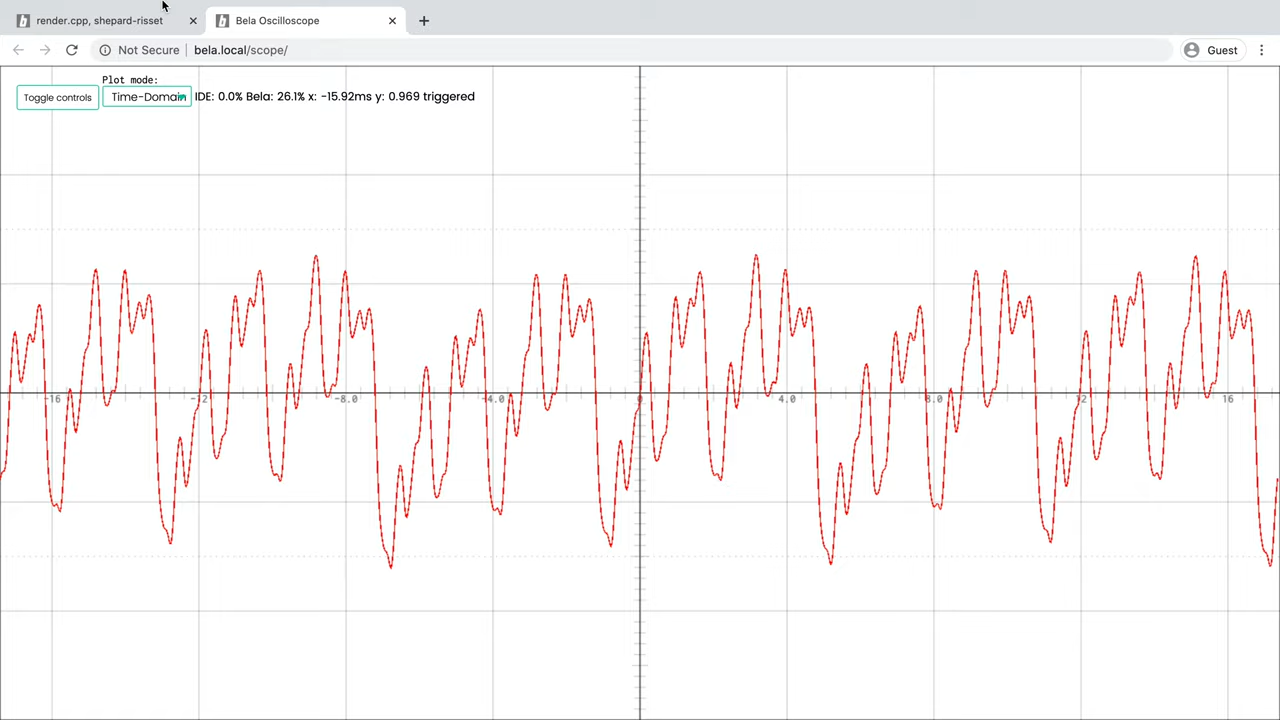 render.cpp, shepard-risset
Bela Oscilloscope
Not Secure
bela.local/scope/
Guest
Plot mode:
Toggle controls
Time-Domain
IDE: 0.0% Bela: 26.1% x: -15.92ms y: 0.969 triggered
-16 -12 -8.0 -4.0 0 4.0 8.0 12 16